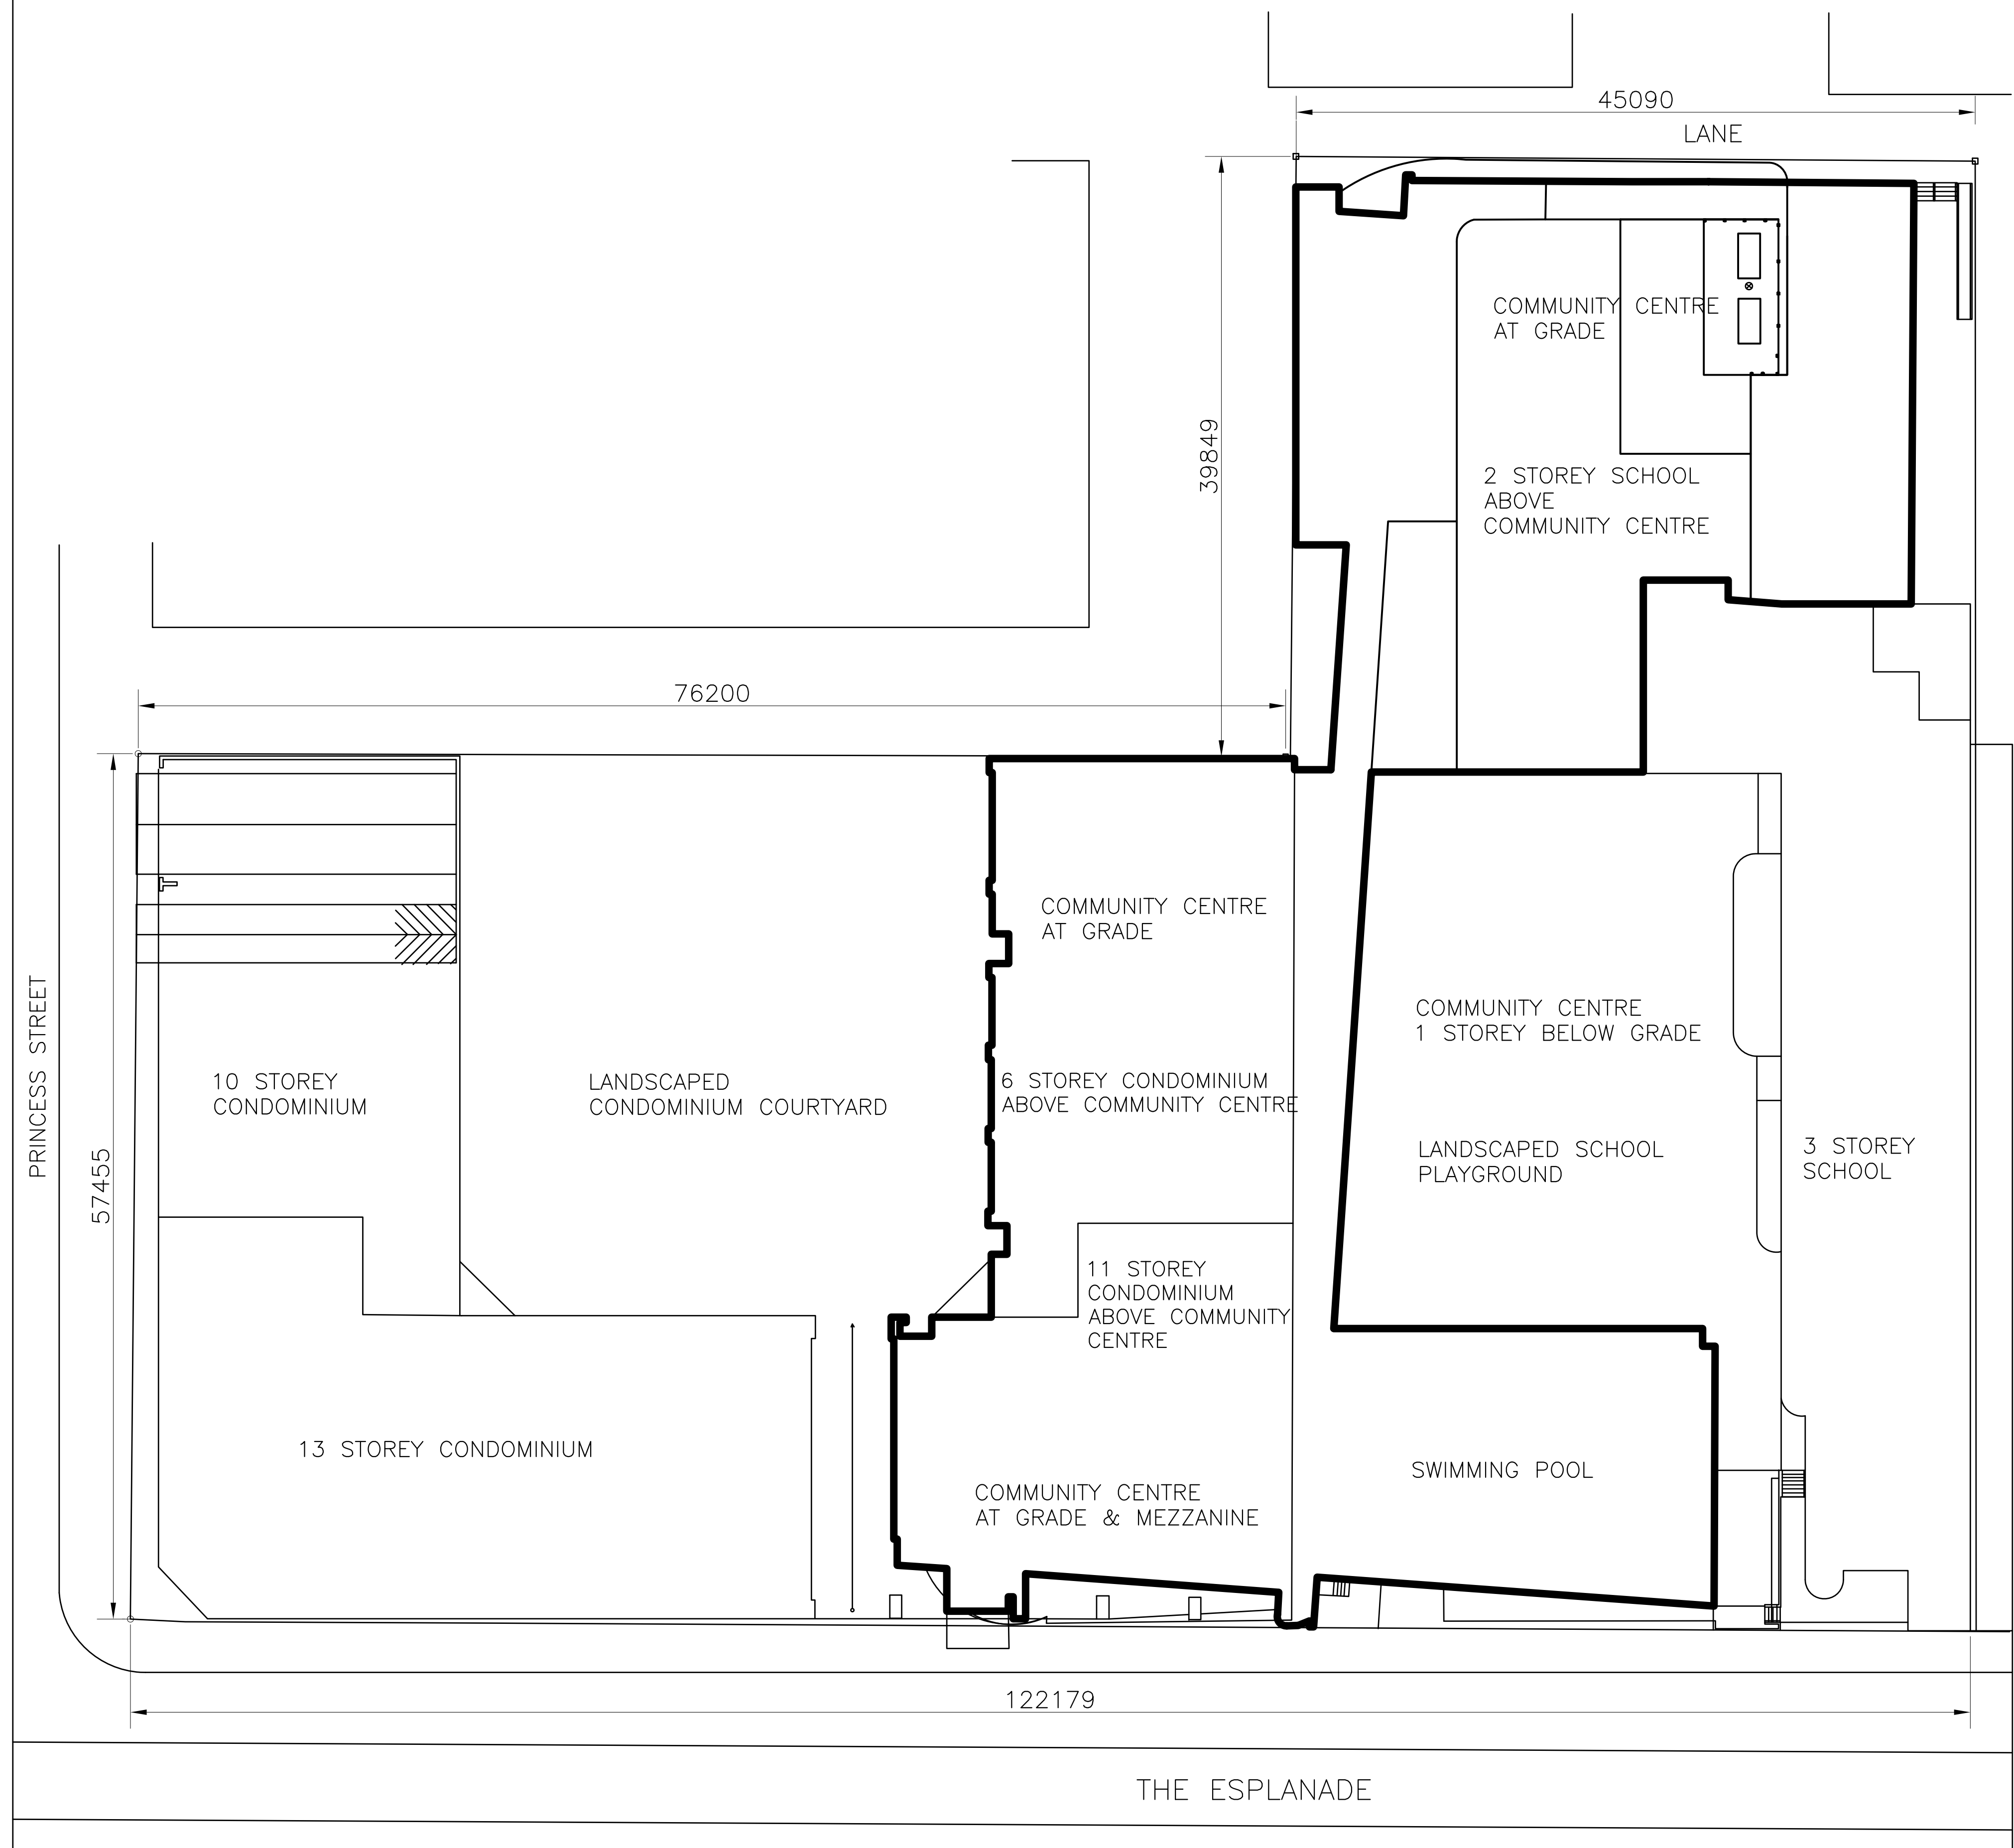 45090
LANE
COMMUNITY CENTRE
AT GRADE
39849
2 STOREY SCHOOL
ABOVE
COMMUNITY CENTRE
76200
COMMUNITY CENTRE
AT GRADE
PRINCESS STREET
COMMUNITY CENTRE
1 STOREY BELOW GRADE
10 STOREY
CONDOMINIUM
LANDSCAPED
CONDOMINIUM COURTYARD
6 STOREY CONDOMINIUM
ABOVE COMMUNITY CENTRE
57455
LANDSCAPED SCHOOL
PLAYGROUND
3 STOREY
SCHOOL
11 STOREY
CONDOMINIUM
ABOVE COMMUNITY
CENTRE
13 STOREY CONDOMINIUM
SWIMMING POOL
COMMUNITY CENTRE
AT GRADE & MEZZANINE
122179
THE ESPLANADE